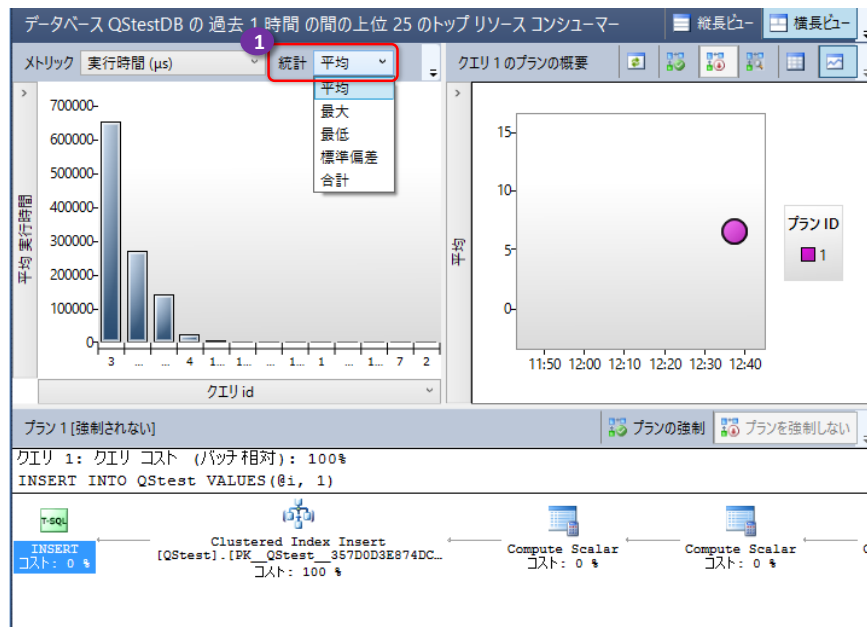 データベース QStestDB の 過去 1 時間 の間の上位 25 のトップ リソース コンシューマー
縦長ビュー
横長ビュー
1
メトリック 実行時間 (μs)
統計 平均
平均
最大
最低
標準偏差
合計
クエリ 1 のプランの概要
平均 実行時間
700000
600000
500000
400000
300000
200000
100000
0
3 ... ... 4 1... 1... ... 1... 1 ... 1... 7 2
クエリ id
平均
15
10
5
0
11:50 12:00 12:10 12:20 12:30 12:40
プラン ID
1
プラン 1 [強制されない]
プランの強制
プランを強制しない
クエリ 1: クエリ コスト (バッチ相対): 100%
INSERT INTO QStest VALUES(@i, 1)
T-SQL
INSERT
コスト: 0 %
Clustered Index Insert
[QStest].[PK__QStest__357D0D3E874DC…
コスト: 100 %
Compute Scalar
コスト: 0 %
Compute Scalar
コスト: 0 %